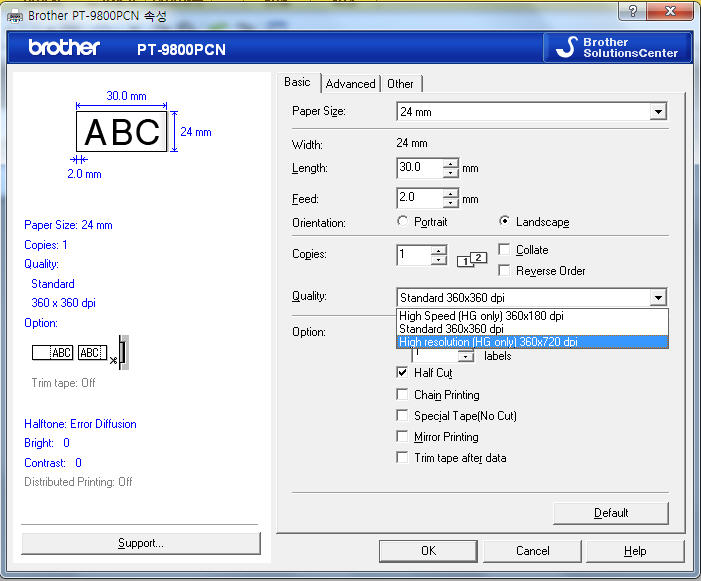 Brother PT-9800PCN 속성
brother PT-9800PCN
Brother
SolutionsCenter
30.0 mm
ABC
24 mm
2.0 mm
Paper Size: 24 mm
Copies: 1
Quality:
Standard
360 x 360 dpi
Option:
ABC ABC
Trim tape: Off
Halftone: Error Diffusion
Bright: 0
Contrast: 0
Distributed Printing: Off
Support...
Basic Advanced Other
Paper Size: 24 mm
Width: 24 mm
Length: 30.0 mm
Feed: 2.0 mm
Orientation: Portrait Landscape
Copies: 1 1 2 Collate
Reverse Order
Quality: Standard 360x360 dpi
High Speed (HG only) 360x180 dpi
Standard 360x360 dpi
High resolution (HG only) 360x720 dpi
Option:
labels
Half Cut
Chain Printing
Special Tape(No Cut)
Mirror Printing
Trim tape after data
Default
OK Cancel Help